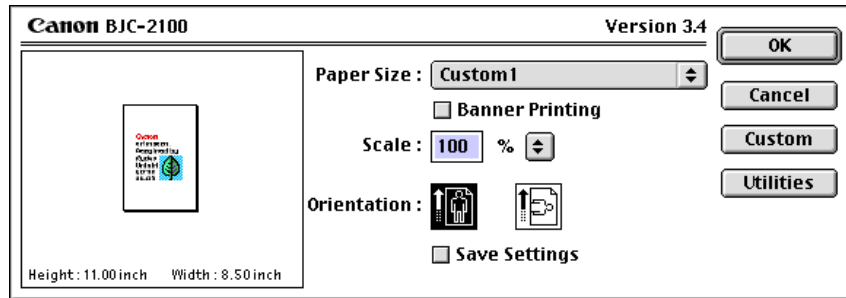 Canon BJC-2100 Version 3.4
OK
Paper Size : Custom1
Cancel
Banner Printing
Scale : 100 %
Custom
Utilities
Orientation :
Save Settings
Canon
Height : 11.00 inch Width : 8.50 inch